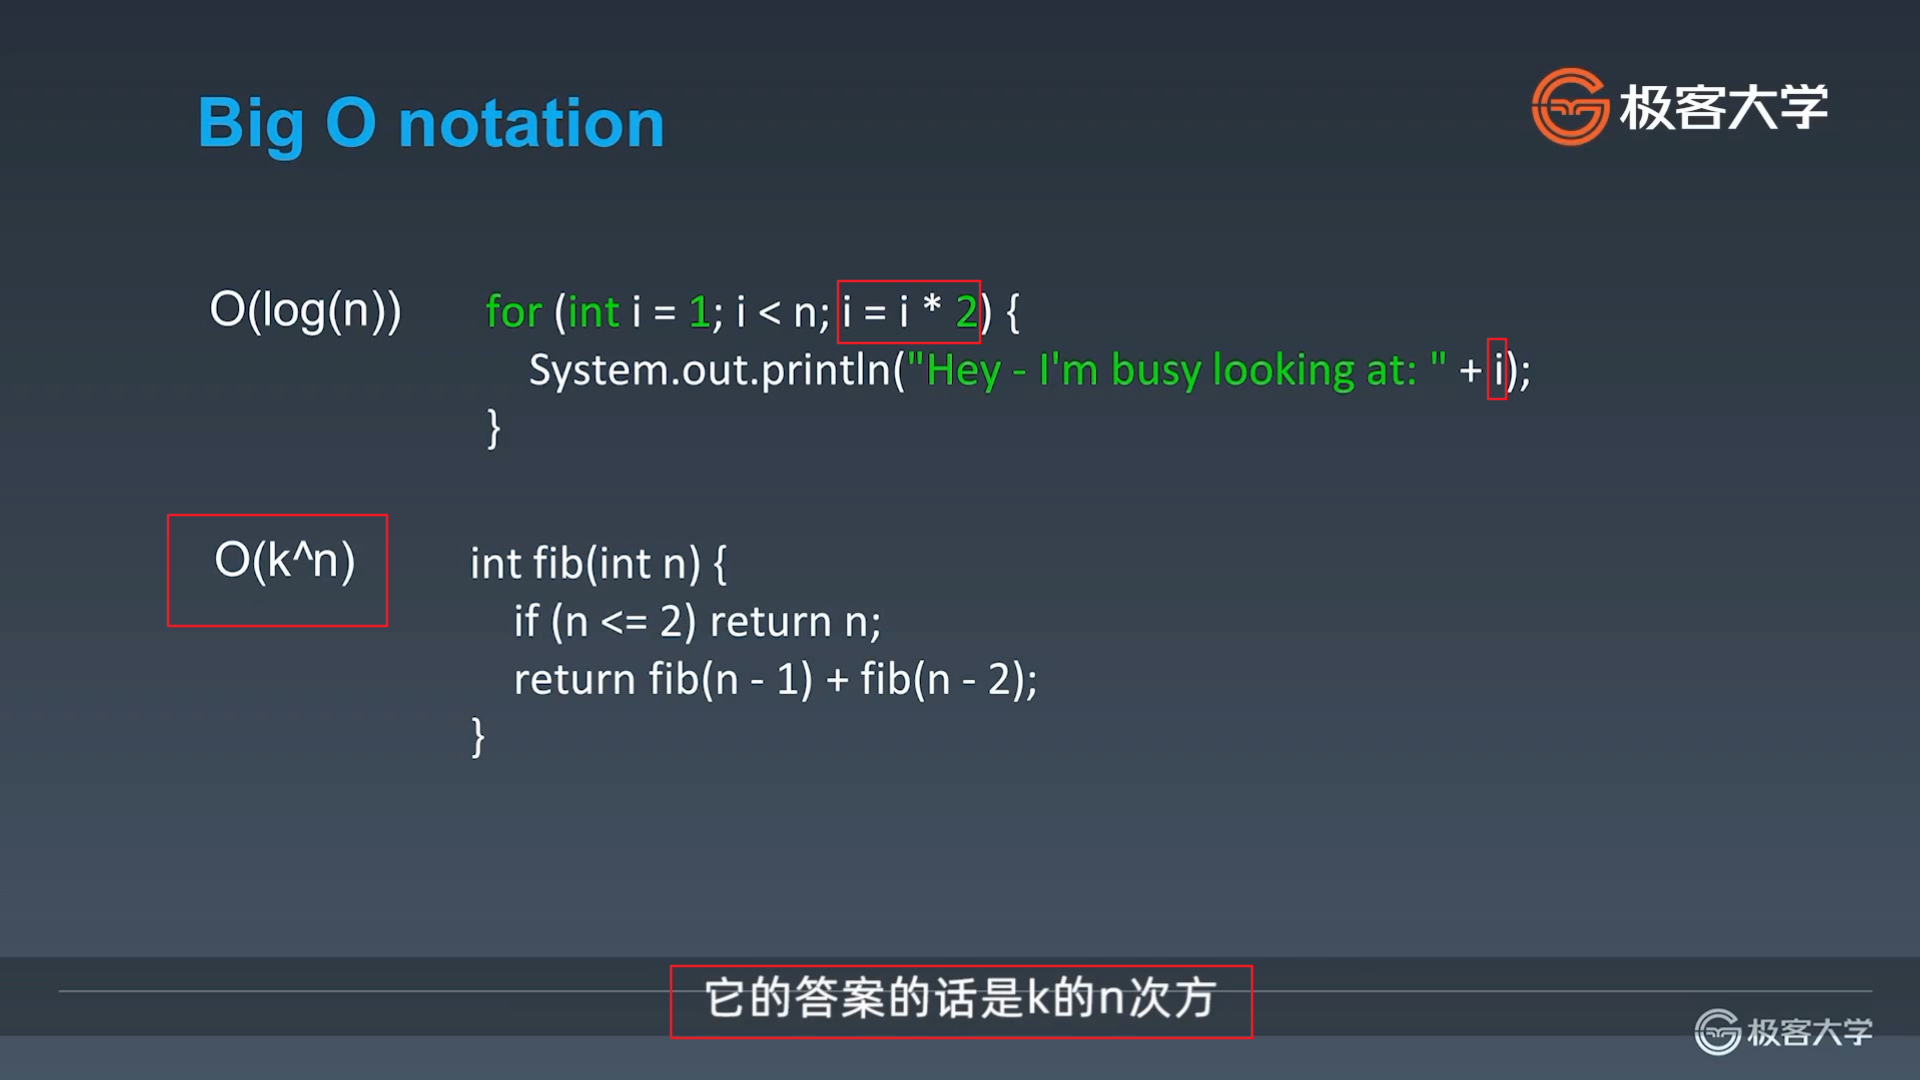 Big O notation
极客大学
O(log(n))
for (int i = 1; i < n; i = i * 2) {
System.out.println("Hey - I'm busy looking at: " + i);
}
O(k^n)
int fib(int n) {
if (n <= 2) return n;
return fib(n - 1) + fib(n - 2);
}
它的答案的话是k的n次方
极客大学